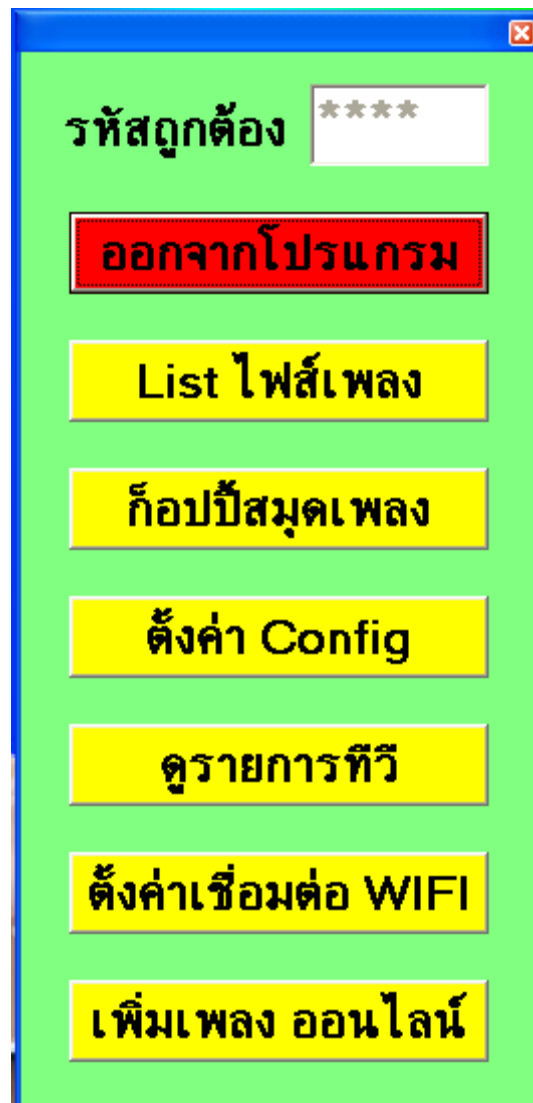 รหัสถูกต้อง ****
ออกจากโปรแกรม
List ไฟส์เพลง
ก็อปปี้สมุดเพลง
ตั้งค่า Config
ดูรายการทีวี
ตั้งค่าเชื่อมต่อ WIFI
เพิ่มเพลง ออนไลน์